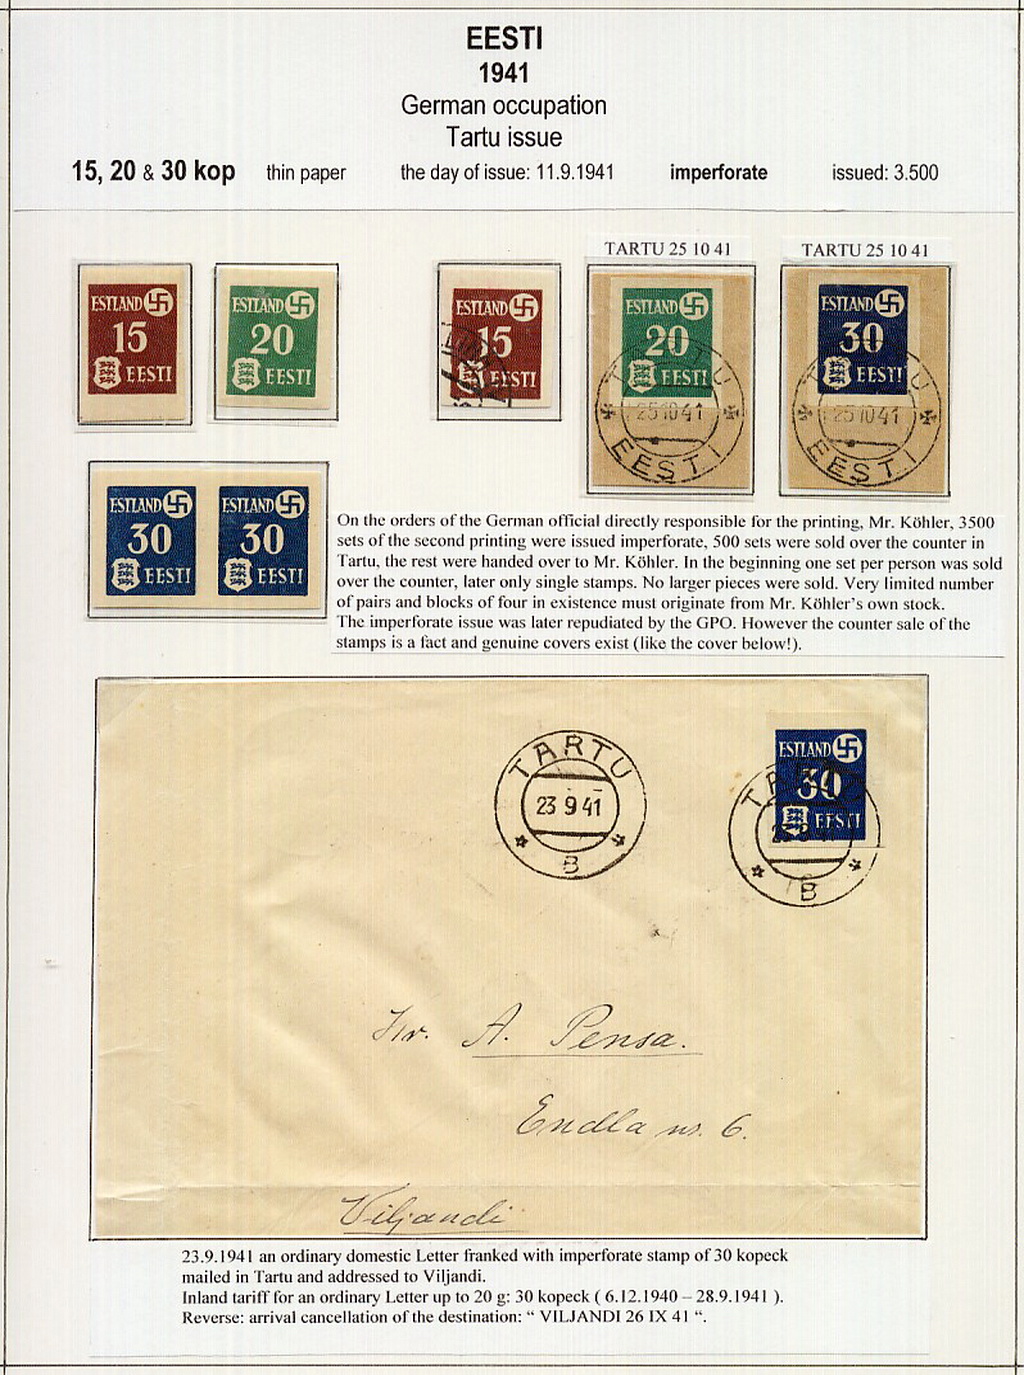 EESTI
1941
German occupation
Tartu issue
15, 20 & 30 kop thin paper the day of issue: 11.9.1941 imperforate issued: 3.500
TARTU 25 10 41 TARTU 25 10 41
ESTLAND
15
EESTI
ESTLAND
20
EESTI
ESTLAND
15
EESTI
ESTLAND
20
EESTI
25 10 41
EESTI
ESTLAND
30
EESTI
25 10 41
EESTI
ESTLAND
30
EESTI
ESTLAND
30
EESTI
On the orders of the German official directly responsible for the printing, Mr. Köhler, 3500
sets of the second printing were issued imperforate, 500 sets were sold over the counter in
Tartu, the rest were handed over to Mr. Köhler. In the beginning one set per person was sold
over the counter, later only single stamps. No larger pieces were sold. Very limited number
of pairs and blocks of four in existence must originate from Mr. Köhler's own stock.
The imperforate issue was later repudiated by the GPO. However the counter sale of the
stamps is a fact and genuine covers exist (like the cover below!).
TARTU
23 9 41
B
ESTLAND
30
EESTI
B
Hr. A. Pensa.
Endla 6.
Viljandi
23.9.1941 an ordinary domestic Letter franked with imperforate stamp of 30 kopeck
mailed in Tartu and addressed to Viljandi.
Inland tariff for an ordinary Letter up to 20 g: 30 kopeck ( 6.12.1940 – 28.9.1941 ).
Reverse: arrival cancellation of the destination: “ VILJANDI 26 IX 41 “.